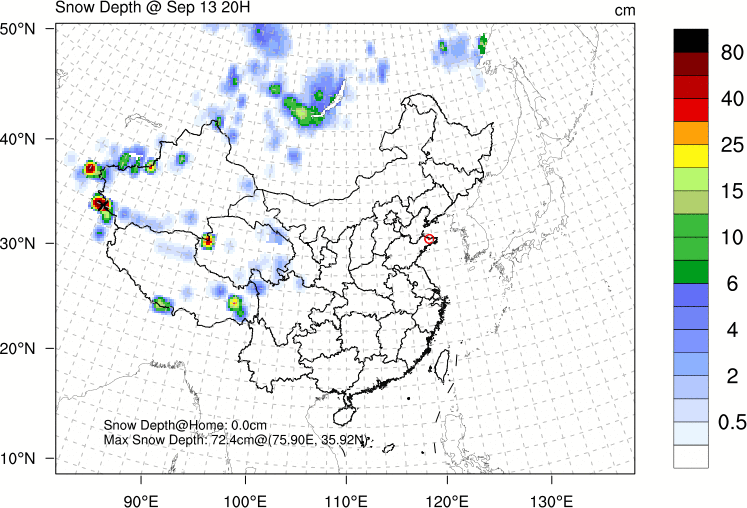 Snow Depth @ Sep 13 20H
cm
50°N
40°N
30°N
20°N
10°N
90°E
100°E
110°E
120°E
130°E
80
40
25
15
10
6
4
2
0.5
Snow Depth@Home: 0.0cm
Max Snow Depth: 72.4cm@(75.90E, 35.92N)